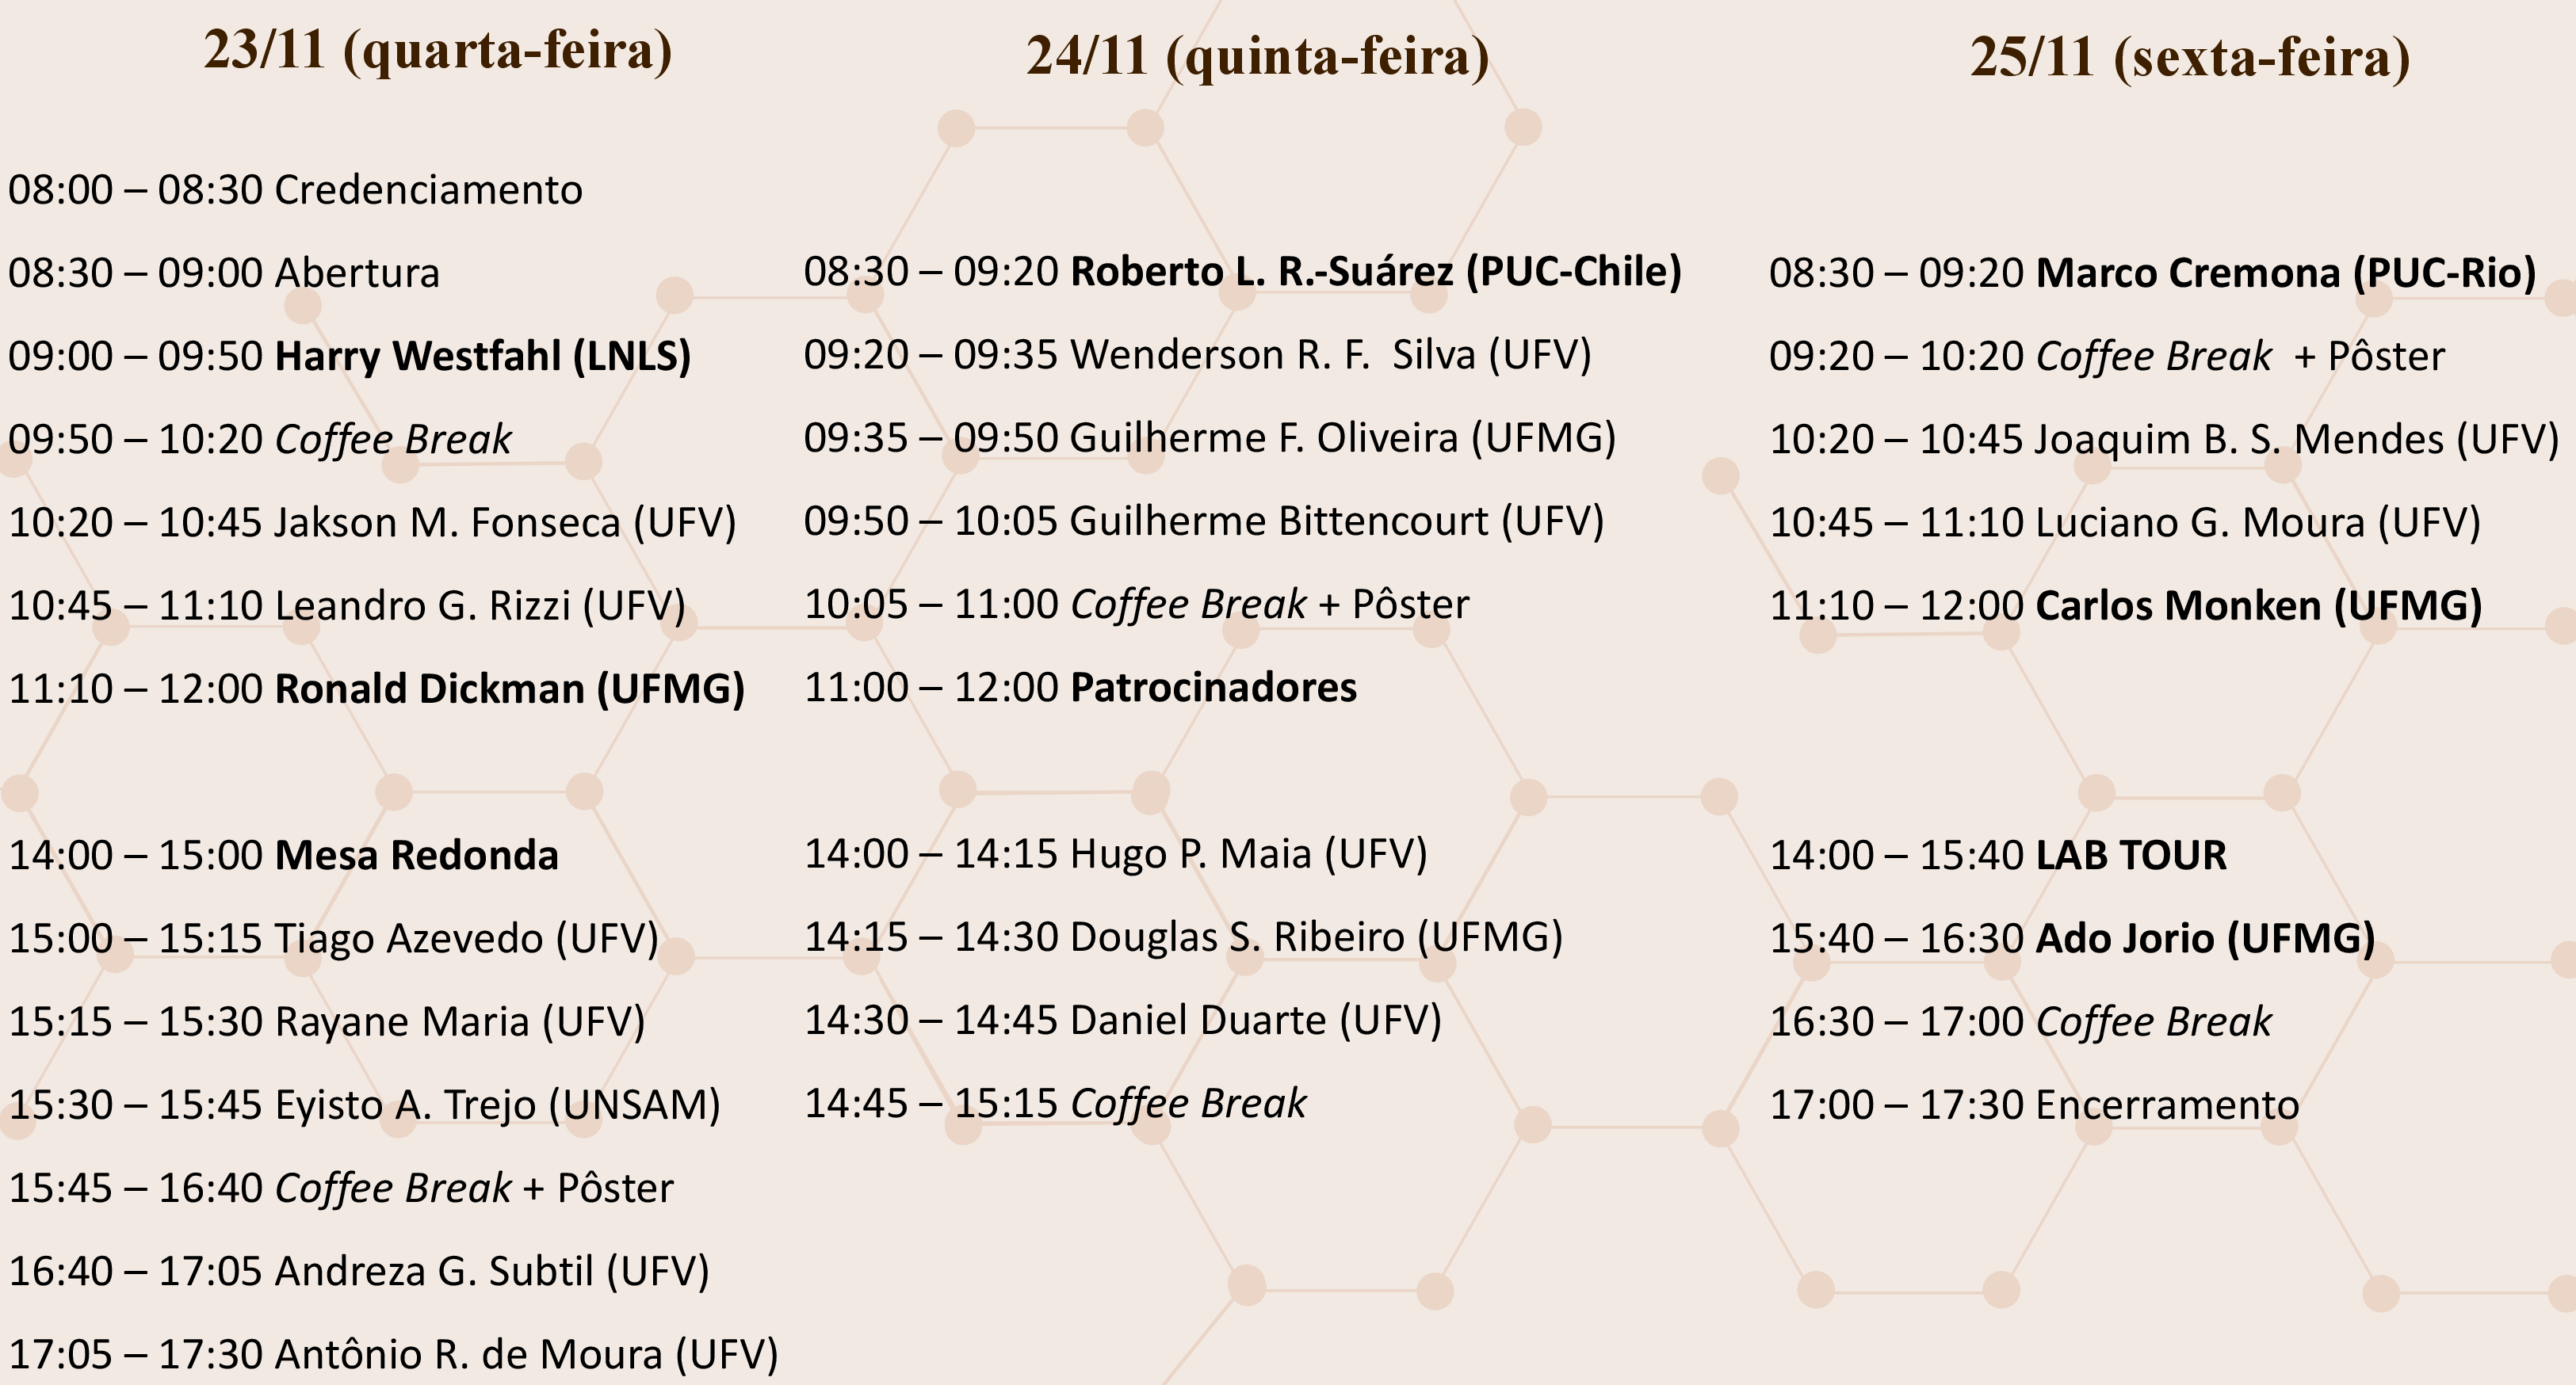 23/11 (quarta-feira)
08:00 – 08:30 Credenciamento
08:30 – 09:00 Abertura
09:00 – 09:50 Harry Westfahl (LNLS)
09:50 – 10:20 Coffee Break
10:20 – 10:45 Jakson M. Fonseca (UFV)
10:45 – 11:10 Leandro G. Rizzi (UFV)
11:10 – 12:00 Ronald Dickman (UFMG)
14:00 – 15:00 Mesa Redonda
15:00 – 15:15 Tiago Azevedo (UFV)
15:15 – 15:30 Rayane Maria (UFV)
15:30 – 15:45 Eyisto A. Trejo (UNSAM)
15:45 – 16:40 Coffee Break + Pôster
16:40 – 17:05 Andreza G. Subtil (UFV)
17:05 – 17:30 Antônio R. de Moura (UFV)
24/11 (quinta-feira)
08:30 – 09:20 Roberto L. R.-Suárez (PUC-Chile)
09:20 – 09:35 Wenderson R. F.  Silva (UFV)
09:35 – 09:50 Guilherme F. Oliveira (UFMG)
09:50 – 10:05 Guilherme Bittencourt (UFV)
10:05 – 11:00 Coffee Break + Pôster
11:00 – 12:00 Patrocinadores
14:00 – 14:15 Hugo P. Maia (UFV)
14:15 – 14:30 Douglas S. Ribeiro (UFMG)
14:30 – 14:45 Daniel Duarte (UFV)
14:45 – 15:15 Coffee Break
25/11 (sexta-feira)
08:30 – 09:20 Marco Cremona (PUC-Rio)
09:20 – 10:20 Coffee Break  + Pôster
10:20 – 10:45 Joaquim B. S. Mendes (UFV)
10:45 – 11:10 Luciano G. Moura (UFV)
11:10 – 12:00 Carlos Monken (UFMG)
14:00 – 15:40 LAB TOUR
15:40 – 16:30 Ado Jorio (UFMG)
16:30 – 17:00 Coffee Break
17:00 – 17:30 Encerramento